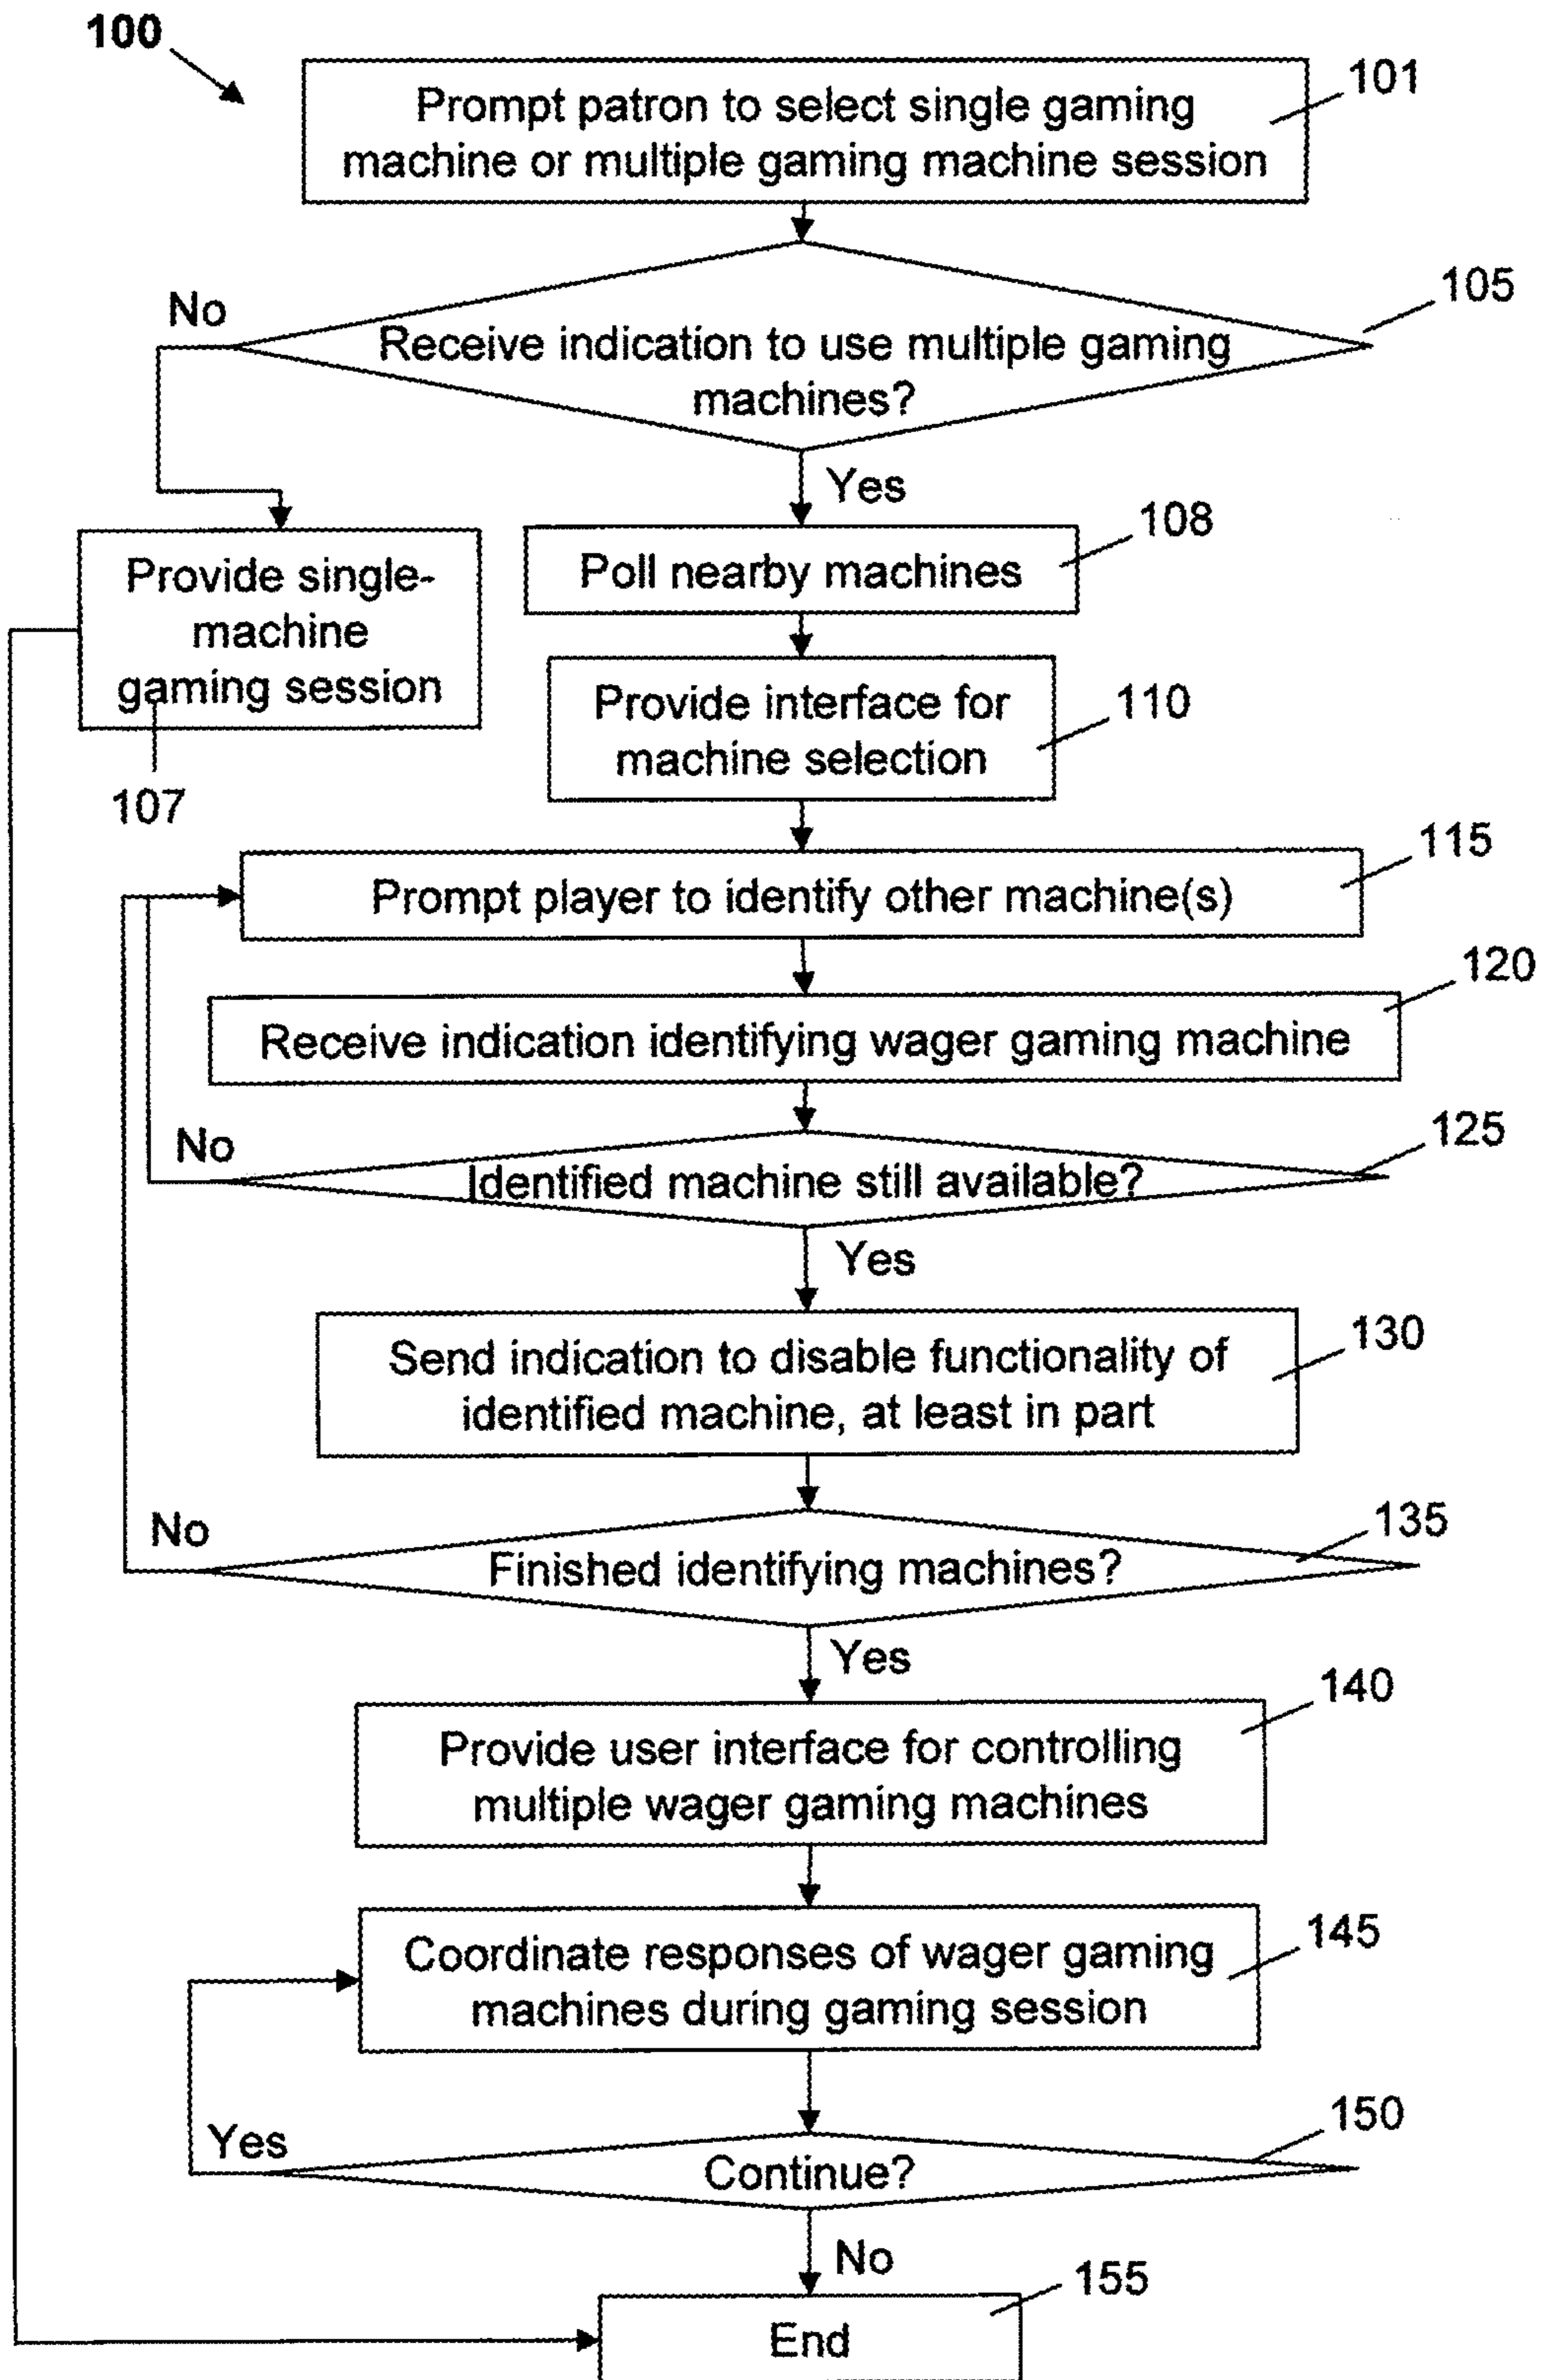 100
101
Prompt patron to select single gaming
machine or multiple gaming machine session
105
No
Receive indication to use multiple gaming
machines?
Yes
108
Poll nearby machines
Provide single-
machine
gaming session
107
110
Provide interface for
machine selection
115
Prompt player to identify other machine(s)
120
Receive indication identifying wager gaming machine
125
No
Identified machine still available?
Yes
130
Send indication to disable functionality of
identified machine, at least in part
135
No
Finished identifying machines?
Yes
140
Provide user interface for controlling
multiple wager gaming machines
145
Coordinate responses of wager gaming
machines during gaming session
150
Yes
Continue?
No
155
End